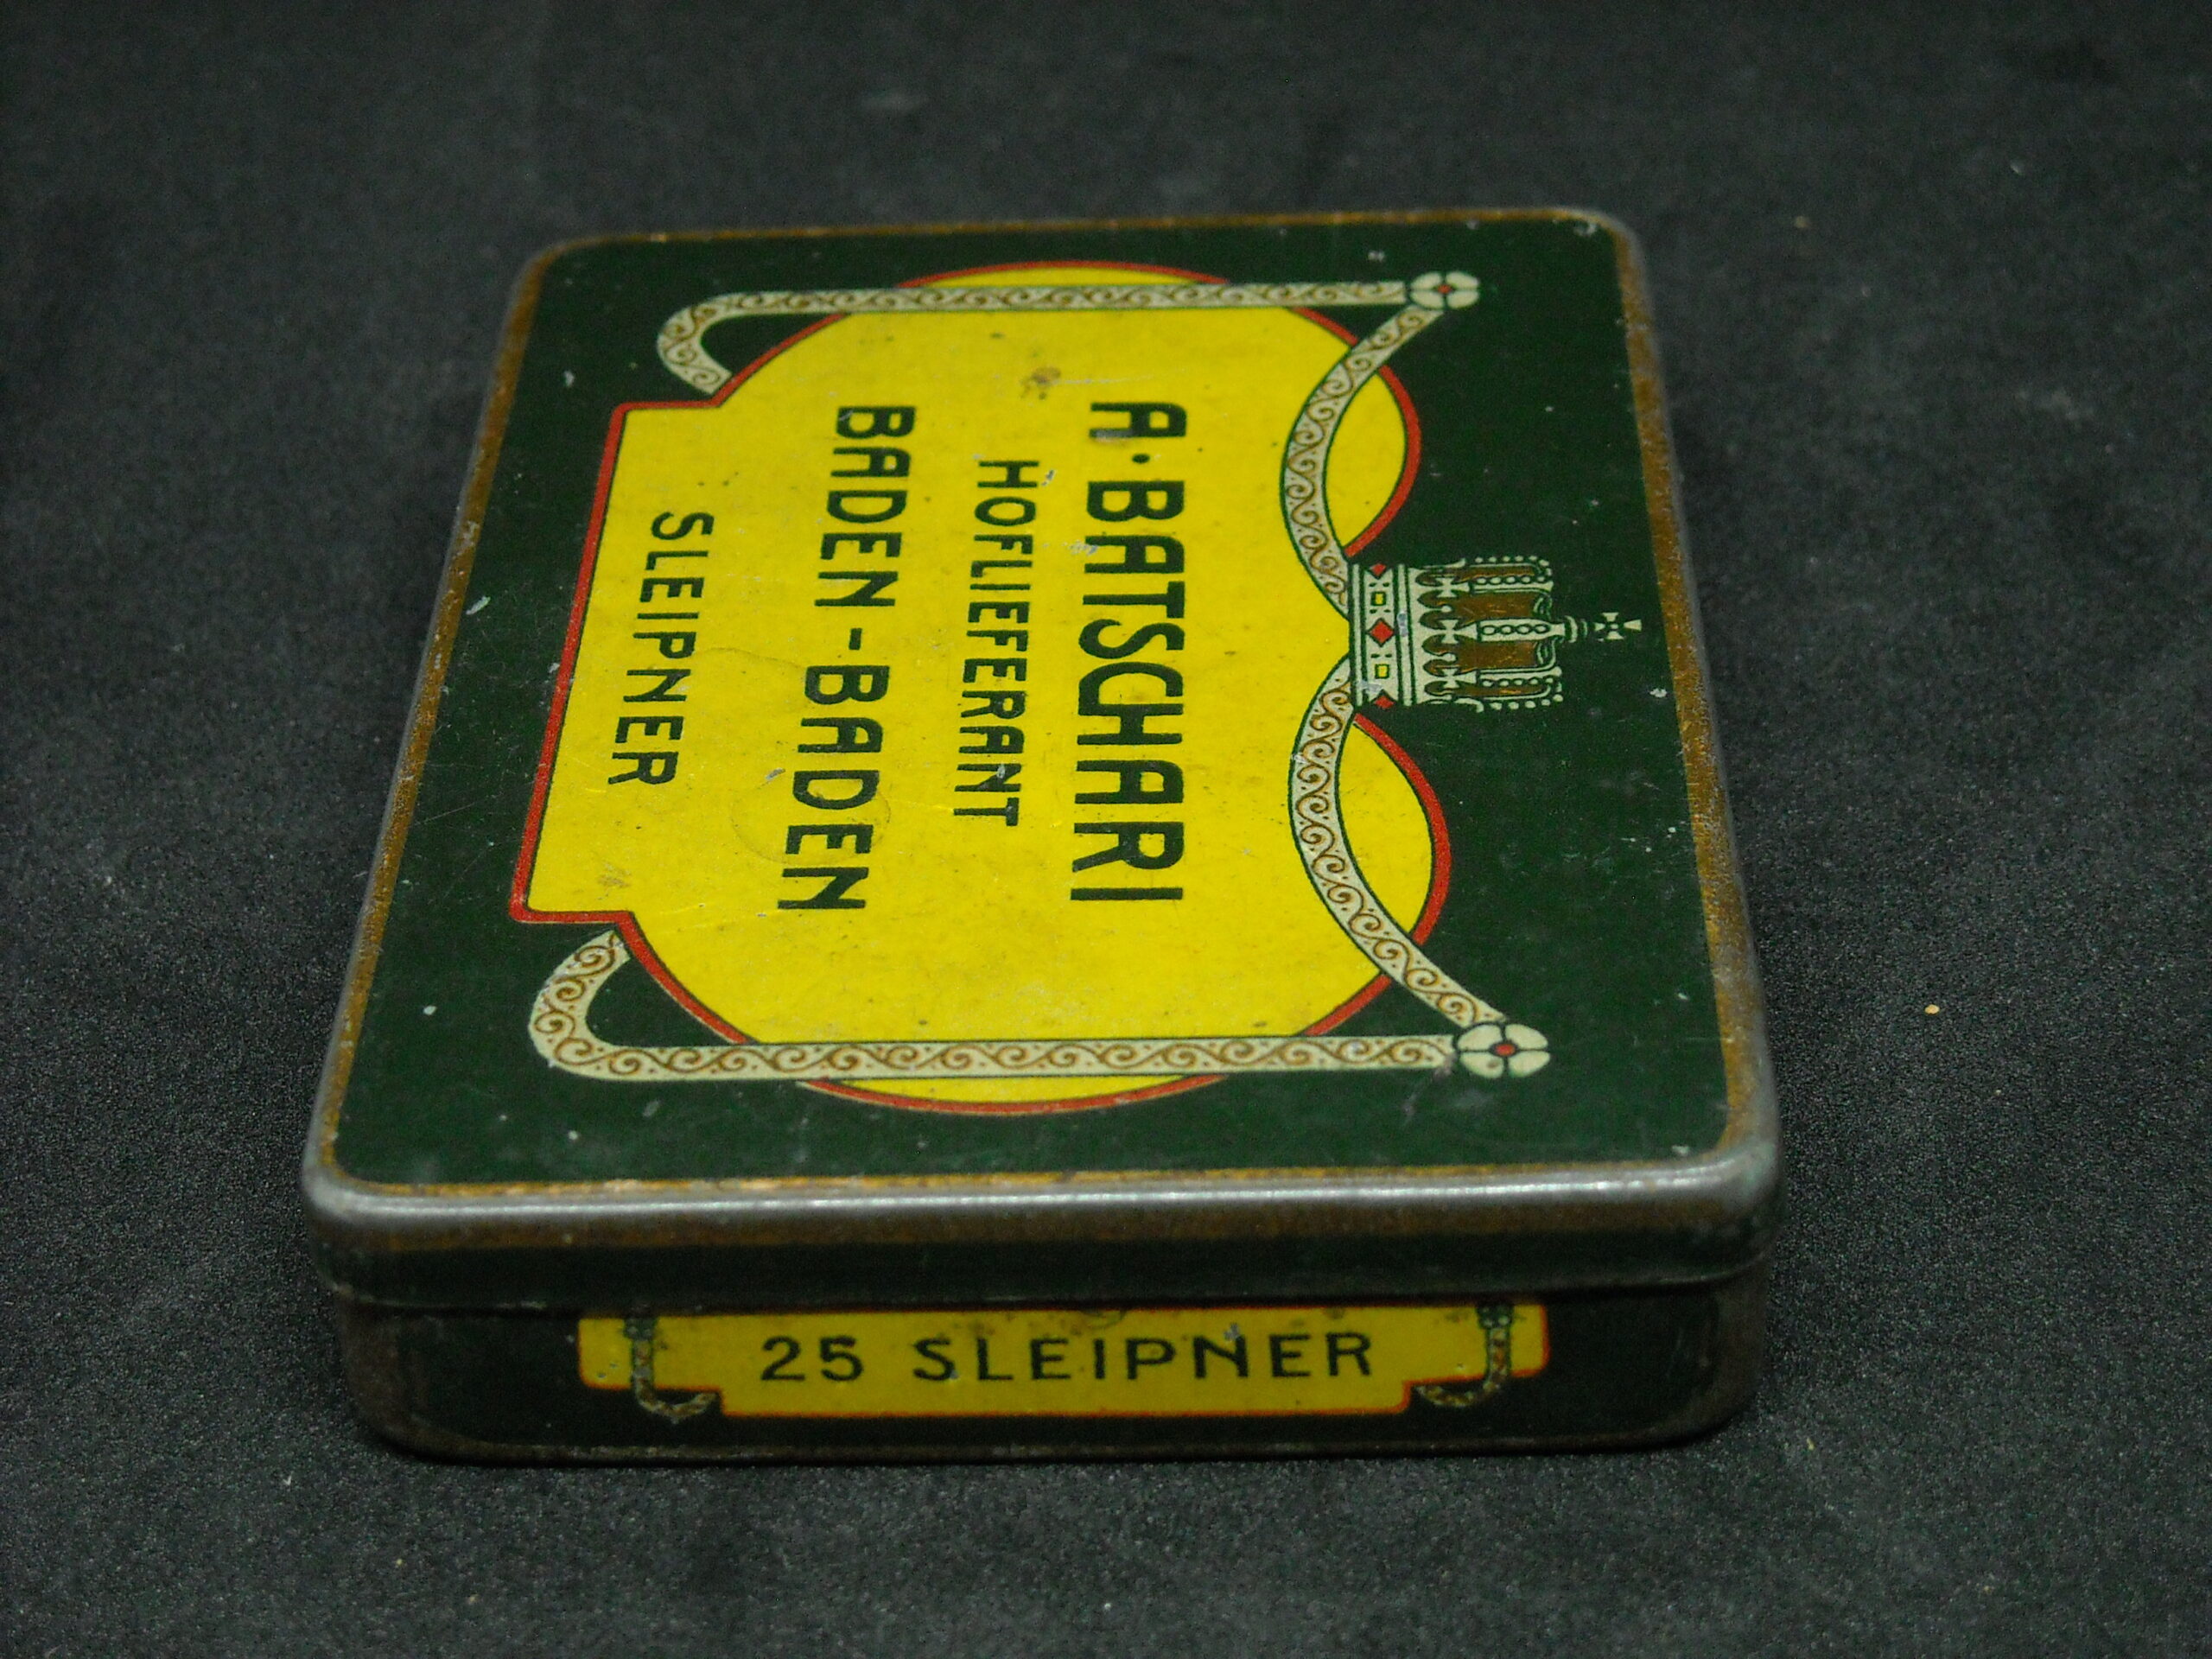 A·BATSCHARI
HOFLIEFERANT
BADEN-BADEN
SLEIPNER
25 SLEIPNER